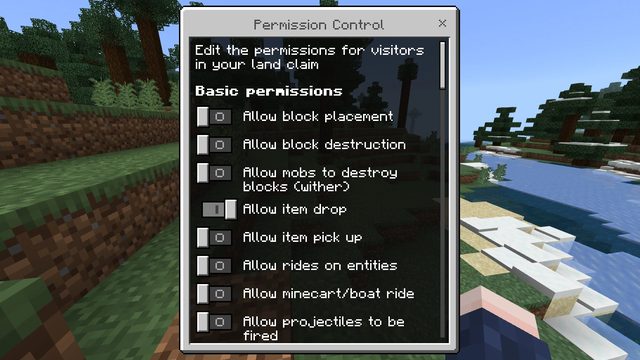 Permission Control
Edit the permissions for visitors
in your land claim
Basic permissions
Allow block placement
Allow block destruction
Allow mobs to destroy
blocks (wither)
Allow item drop
Allow item pick up
Allow rides on entities
Allow minecart/boat ride
Allow projectiles to be
fired